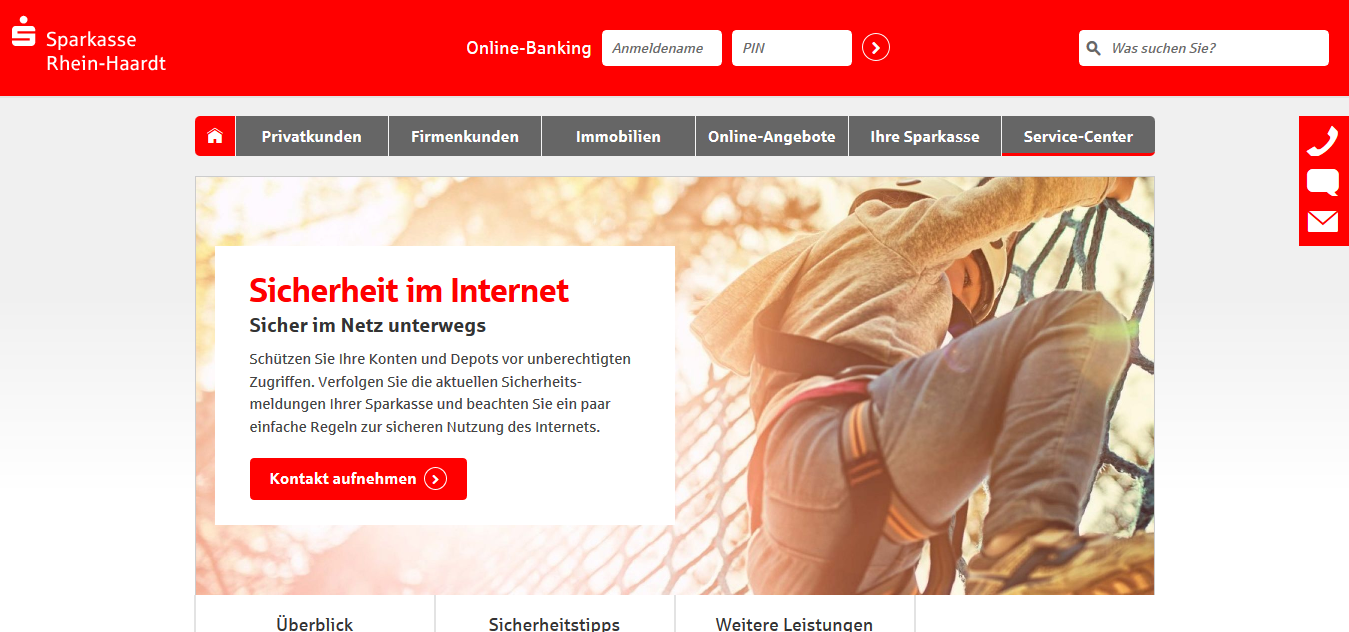 Sparkasse
Rhein-Haardt
Online-Banking
Anmeldename
PIN
Was suchen Sie?
Privatkunden
Firmenkunden
Immobilien
Online-Angebote
Ihre Sparkasse
Service-Center
Sicherheit im Internet
Sicher im Netz unterwegs
Schützen Sie Ihre Konten und Depots vor unberechtigten
Zugriffen. Verfolgen Sie die aktuellen Sicherheits-
meldungen Ihrer Sparkasse und beachten Sie ein paar
einfache Regeln zur sicheren Nutzung des Internets.
Kontakt aufnehmen
Überblick
Sicherheitstipps
Weitere Leistungen